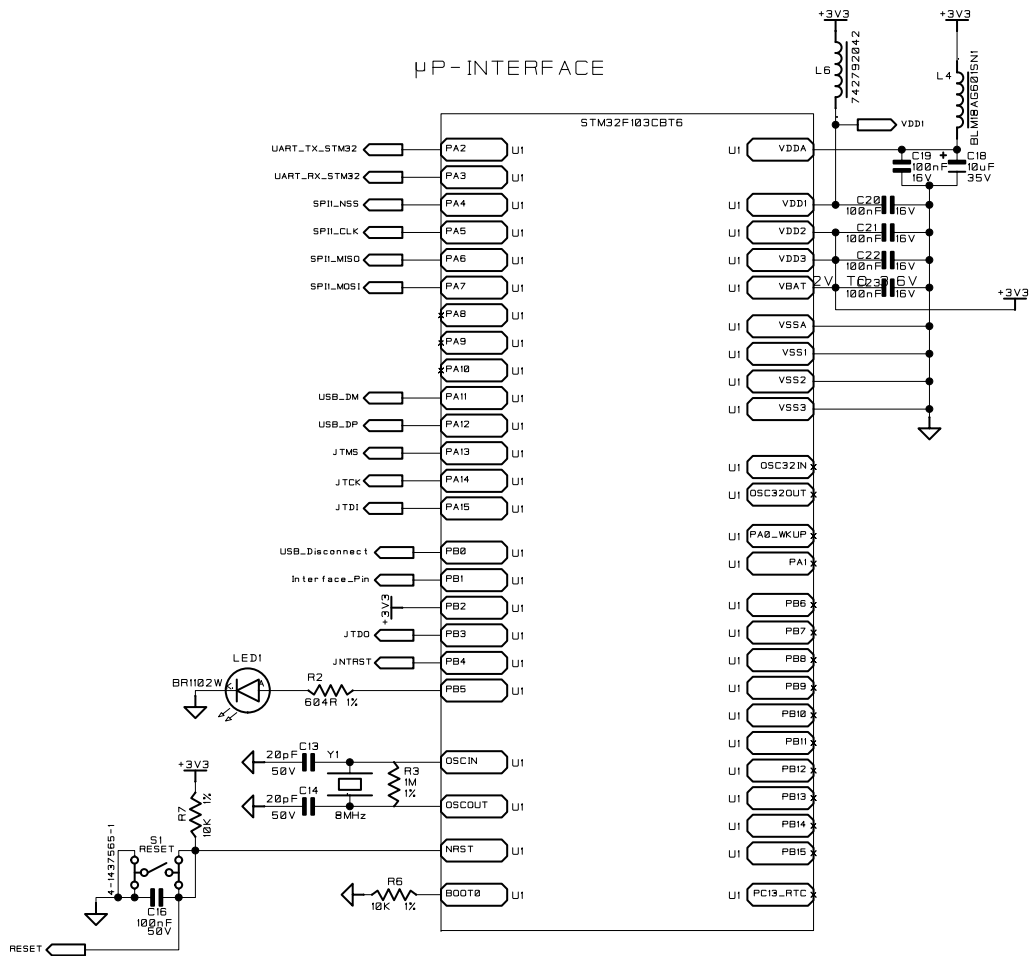 +3V3
+3V3
L6
742792042
L4
BLM18AG601SN1
µP-INTERFACE
STM32F103CBT6
VDD1
UART_TX_STM32 PA2 U1
UART_RX_STM32 PA3 U1
SPI1_NSS PA4 U1
SPI1_CLK PA5 U1
SPI1_MISO PA6 U1
SPI1_MOSI PA7 U1
PA8 U1
PA9 U1
PA10 U1
USB_DM PA11 U1
USB_DP PA12 U1
JTMS PA13 U1
JTCK PA14 U1
JTDI PA15 U1
USB_Disconnect PB0 U1
Interface_Pin PB1 U1
+3V3 PB2 U1
JTDO PB3 U1
JNTRST PB4 U1
PB5 U1
LED1
BR1102W
K
A
R2
604R 1%
OSCIN U1
20pF C13
50V
Y1
8MHz
R3
1M
1%
20pF C14
50V
OSCOUT U1
+3V3
R7
1%
10K
NRST U1
S1
RESET
4-1437565-1
C16
100nF
50V
RESET
R6
10K 1%
BOOT0 U1
U1 VDDA
C19
100nF
16V
+
C18
10uF
35V
U1 VDD1
C20
100nF 16V
U1 VDD2
C21
100nF 16V
U1 VDD3
C22
100nF 16V
U1 VBAT
2V TO 3.6V
C23
100nF 16V
+3V3
U1 VSSA
U1 VSS1
U1 VSS2
U1 VSS3
U1 OSC32IN
U1 OSC32OUT
U1 PA0_WKUP
U1 PA1
U1 PB6
U1 PB7
U1 PB8
U1 PB9
U1 PB10
U1 PB11
U1 PB12
U1 PB13
U1 PB14
U1 PB15
U1 PC13_RTC